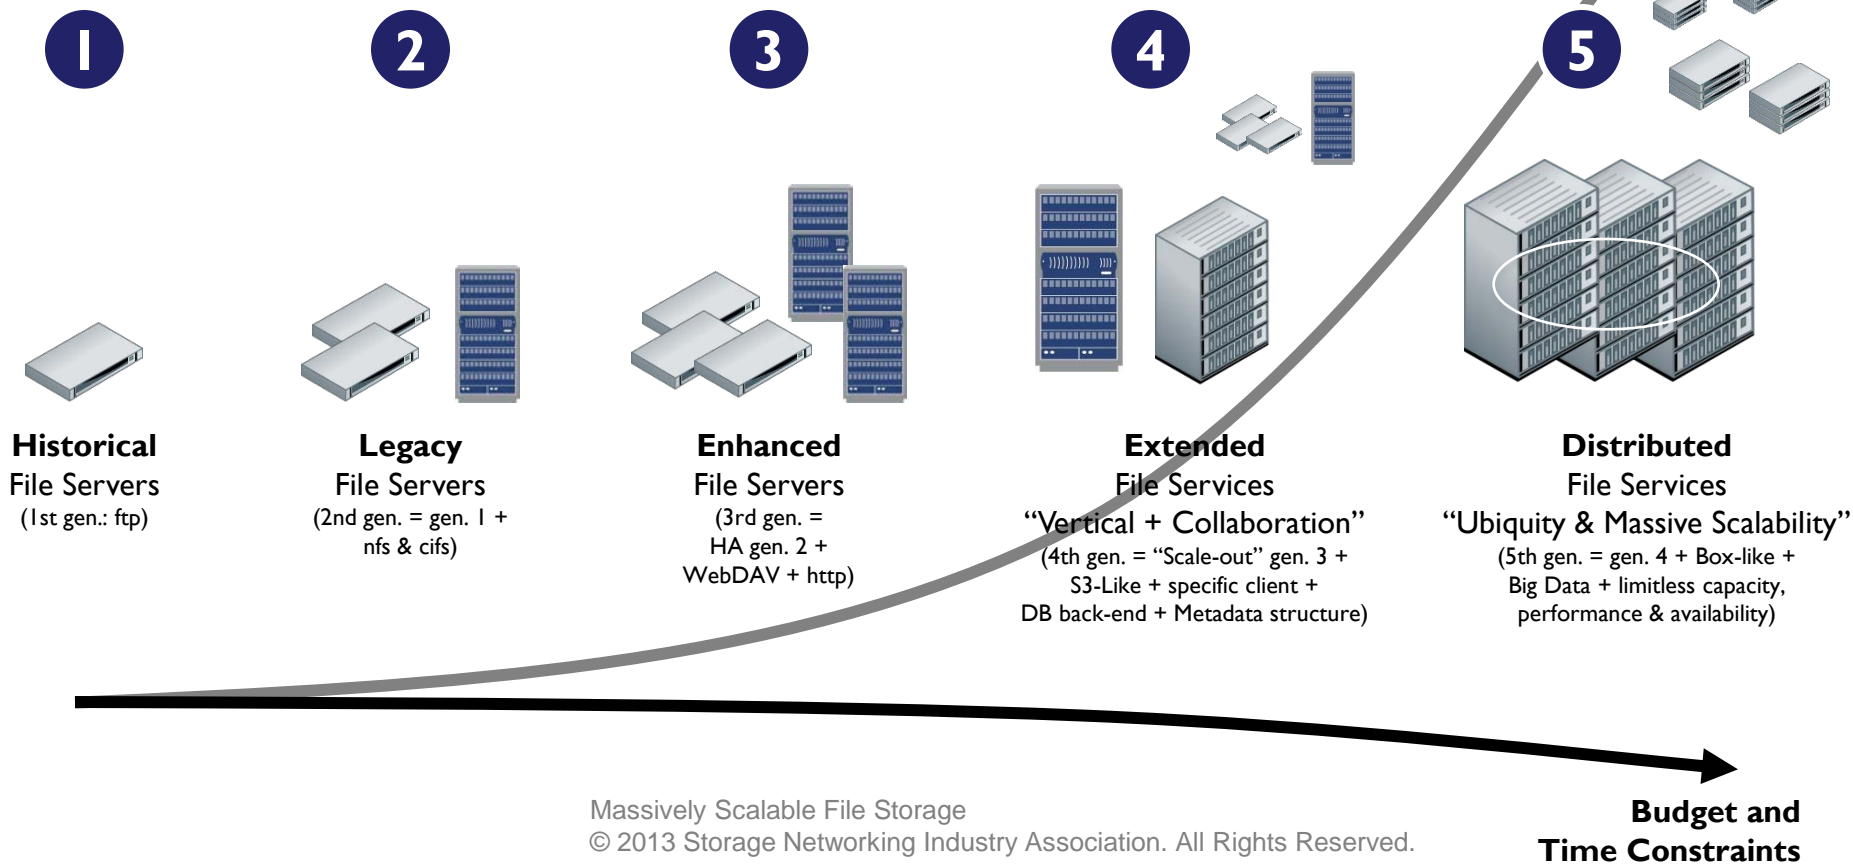 1
2
3
4
5
Historical
File Servers
(1st gen.: ftp)
Legacy
File Servers
(2nd gen. = gen. 1 +
nfs & cifs)
Enhanced
File Servers
(3rd gen. =
HA gen. 2 +
WebDAV + http)
Extended
File Services
“Vertical + Collaboration”
(4th gen. = “Scale-out” gen. 3 +
S3-Like + specific client +
DB back-end + Metadata structure)
Distributed
File Services
“Ubiquity & Massive Scalability”
(5th gen. = gen. 4 + Box-like +
Big Data + limitless capacity,
performance & availability)
Massively Scalable File Storage
© 2013 Storage Networking Industry Association. All Rights Reserved.
Budget and
Time Constraints